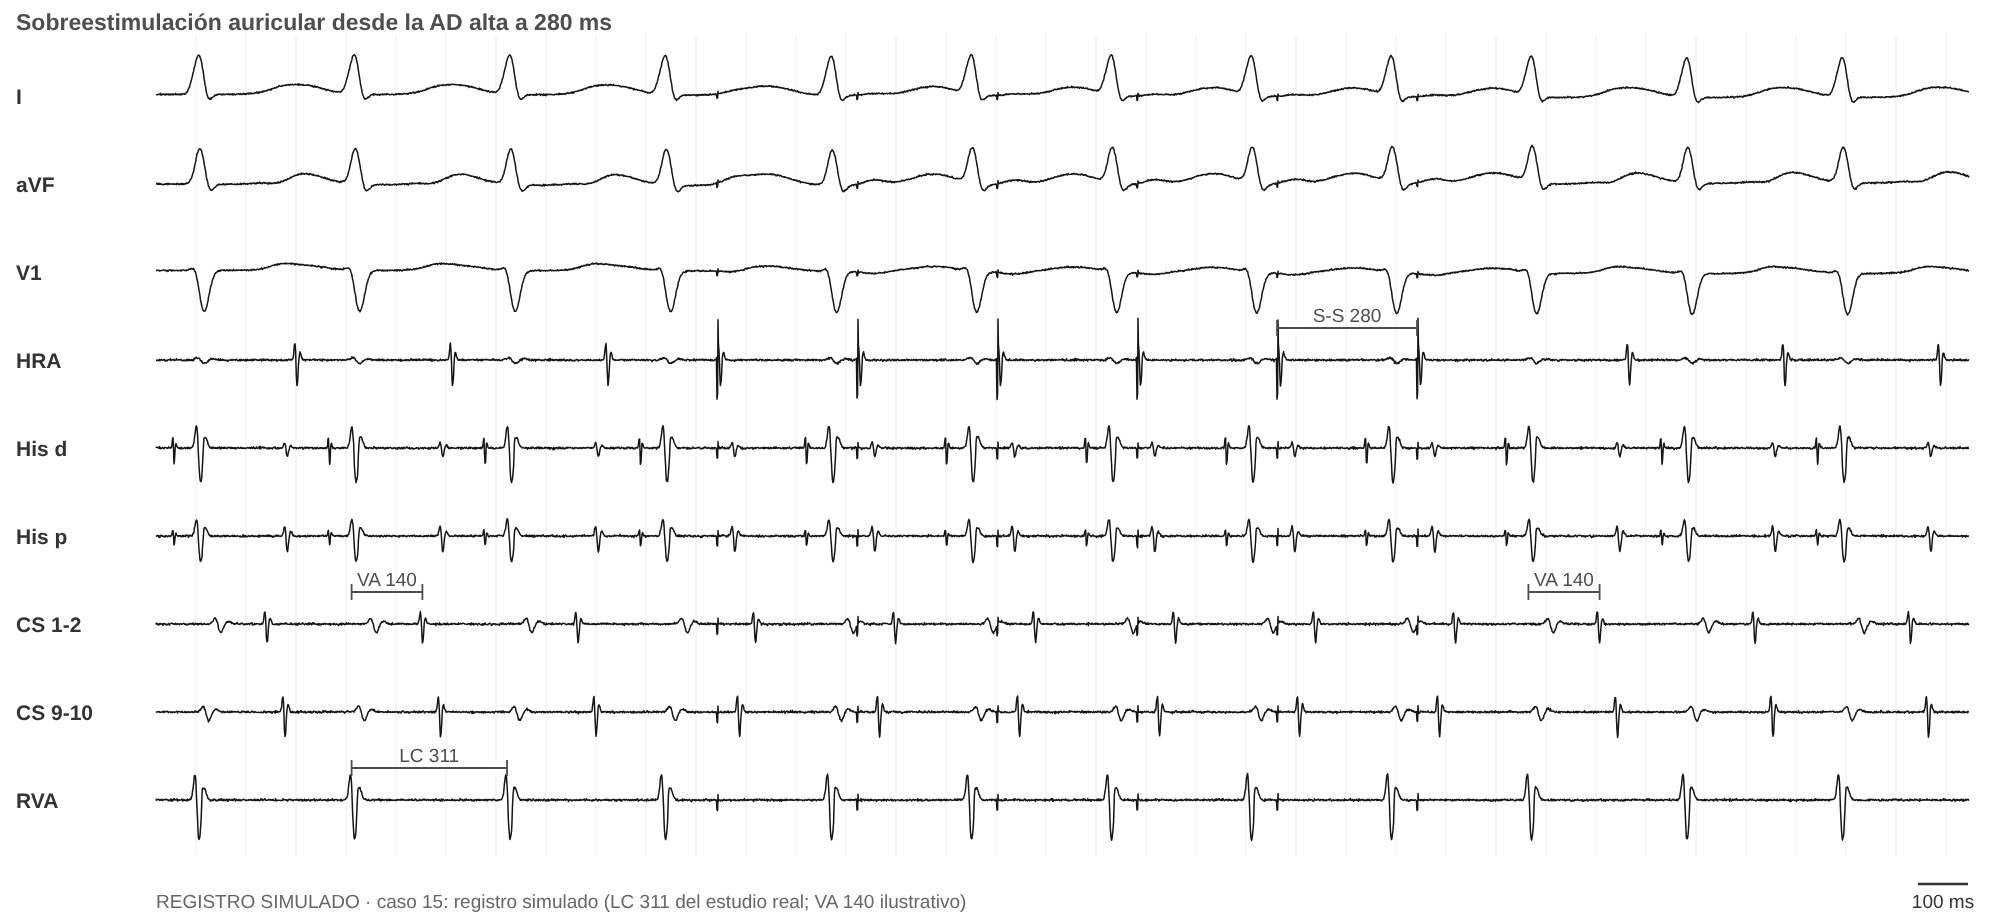 Sobreestimulación auricular desde la AD alta a 280 ms
I
aVF
V1
S-S 280
HRA
His d
His p
VA 140 VA 140
CS 1-2
CS 9-10
LC 311
RVA
REGISTRO SIMULADO · caso 15: registro simulado (LC 311 del estudio real; VA 140 ilustrativo)
100 ms